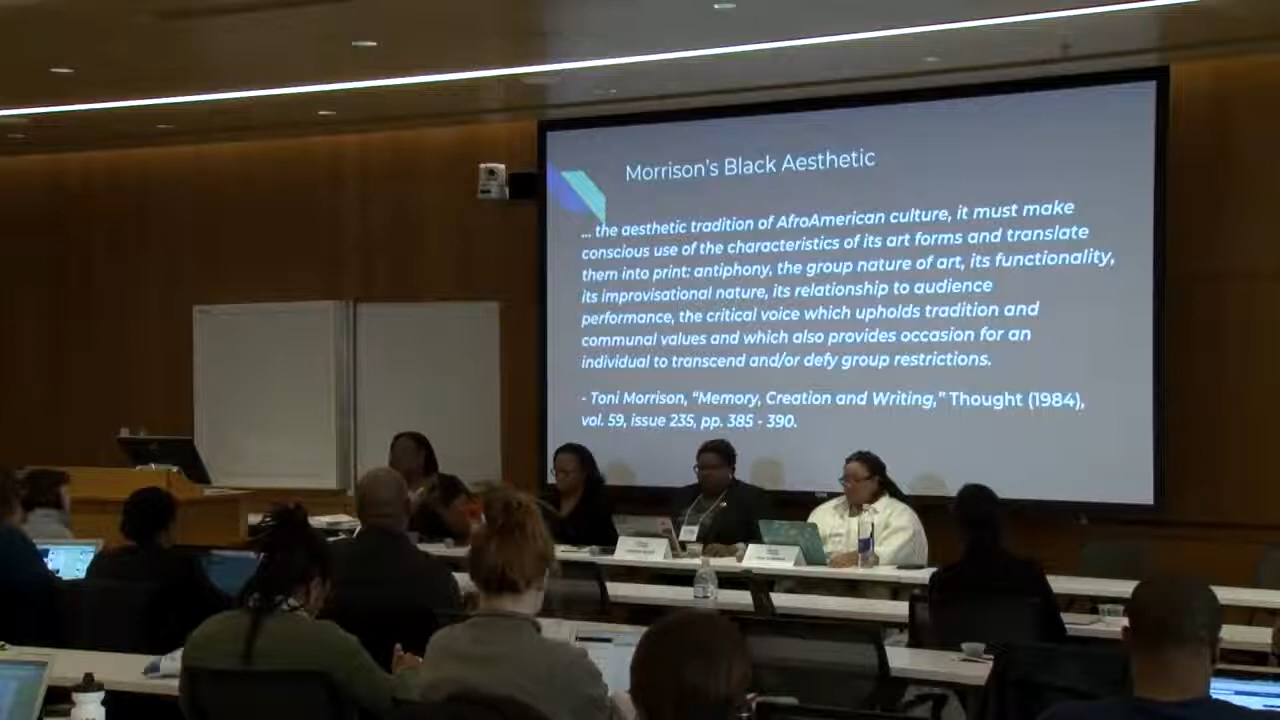 Morrison's Black Aesthetic
... the aesthetic tradition of AfroAmerican culture, it must make
conscious use of the characteristics of its art forms and translate
them into print: antiphony, the group nature of art, its functionality,
its improvisational nature, its relationship to audience
performance, the critical voice which upholds tradition and
communal values and which also provides occasion for an
individual to transcend and/or defy group restrictions.
- Toni Morrison, "Memory, Creation and Writing," Thought (1984),
vol. 59, issue 235, pp. 385 - 390.